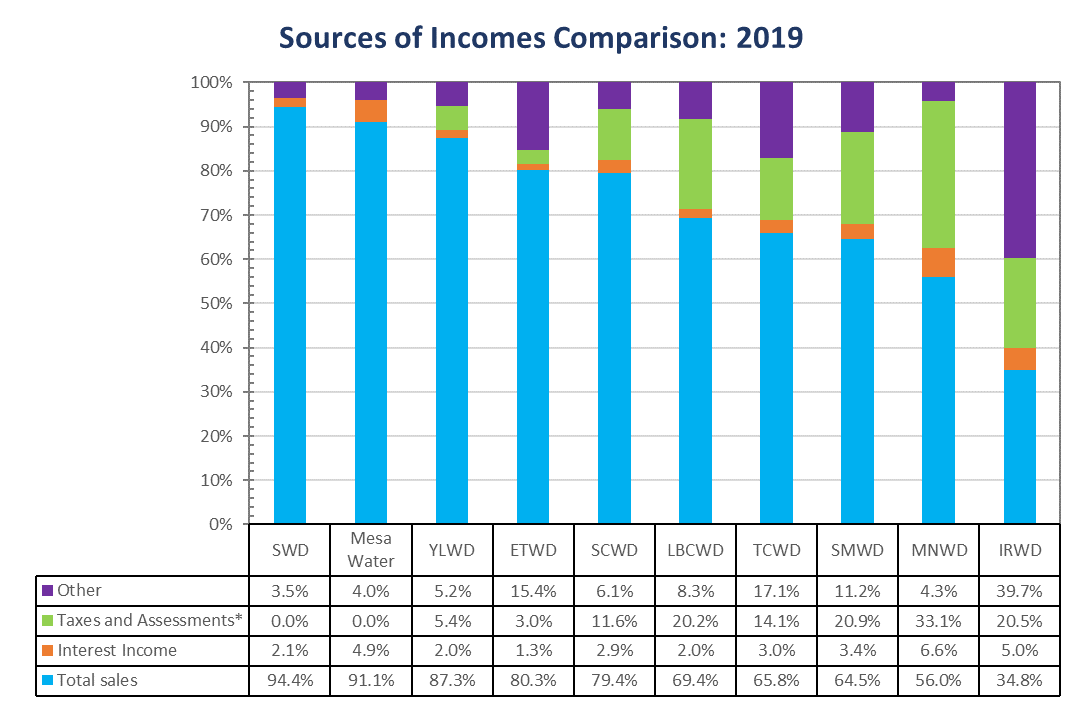 Sources of Incomes Comparison: 2019
100%
90%
80%
70%
60%
50%
40%
30%
20%
10%
0%
SWD Mesa Water YLWD ETWD SCWD LBCWD TCWD SMWD MNWD IRWD
Other 3.5% 4.0% 5.2% 15.4% 6.1% 8.3% 17.1% 11.2% 4.3% 39.7%
Taxes and Assessments* 0.0% 0.0% 5.4% 3.0% 11.6% 20.2% 14.1% 20.9% 33.1% 20.5%
Interest Income 2.1% 4.9% 2.0% 1.3% 2.9% 2.0% 3.0% 3.4% 6.6% 5.0%
Total sales 94.4% 91.1% 87.3% 80.3% 79.4% 69.4% 65.8% 64.5% 56.0% 34.8%